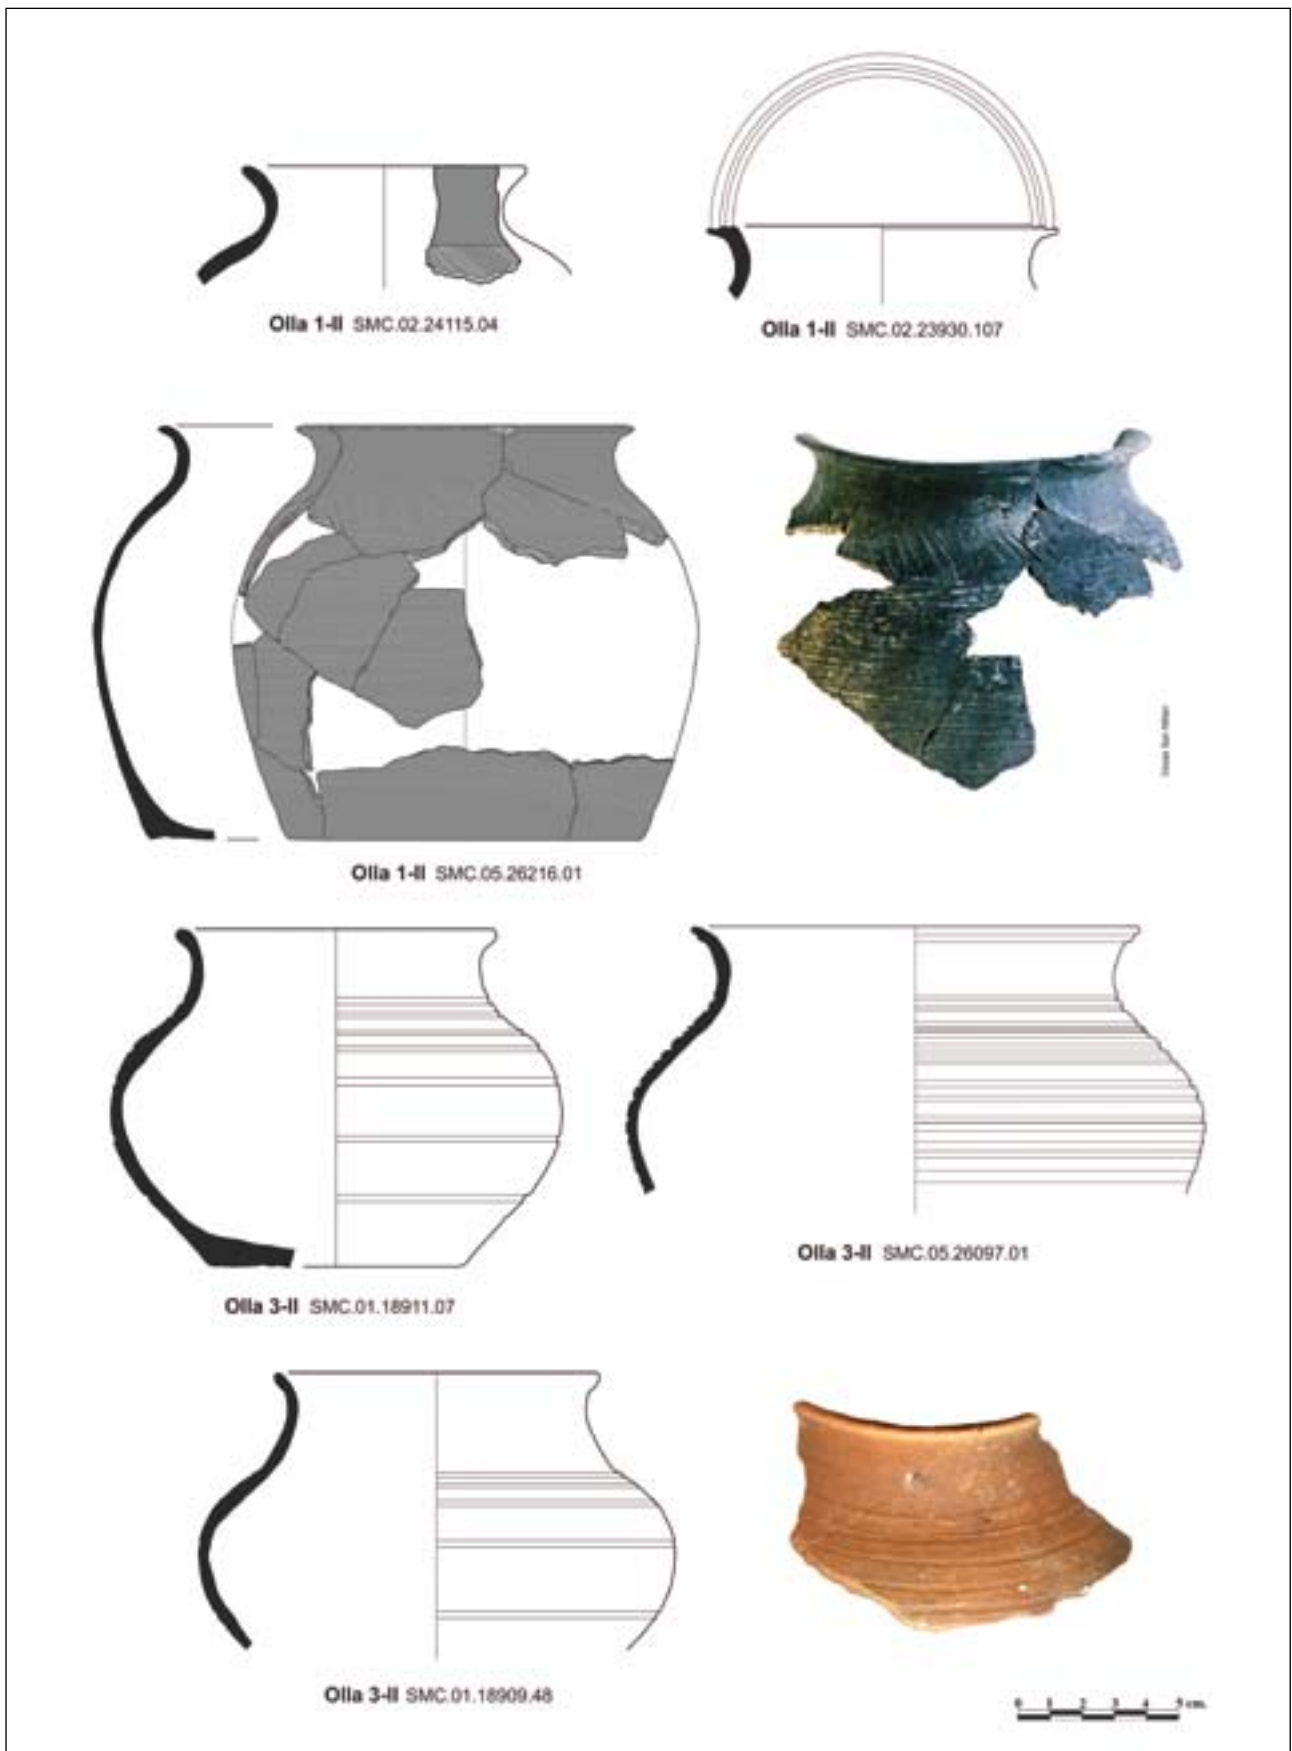 Olla 1-II SMC.02.24115.04
Olla 1-II SMC.02.23930.107
Olla 1-II SMC.05.26216.01
Olla 3-II SMC.05.26097.01
Olla 3-II SMC.01.18911.07
Olla 3-II SMC.01.18909.48
0 1 2 3 4 5 cm.